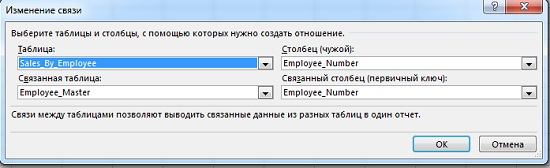 Изменение связи
Выберите таблицы и столбцы, с помощью которых нужно создать отношение.
Таблица: Столбец (чужой):
Sales_By_Employee Employee_Number
Связанная таблица: Связанный столбец (первичный ключ):
Employee_Master Employee_Number
Связи между таблицами позволяют выводить связанные данные из разных таблиц в один отчет.
ОК Отмена